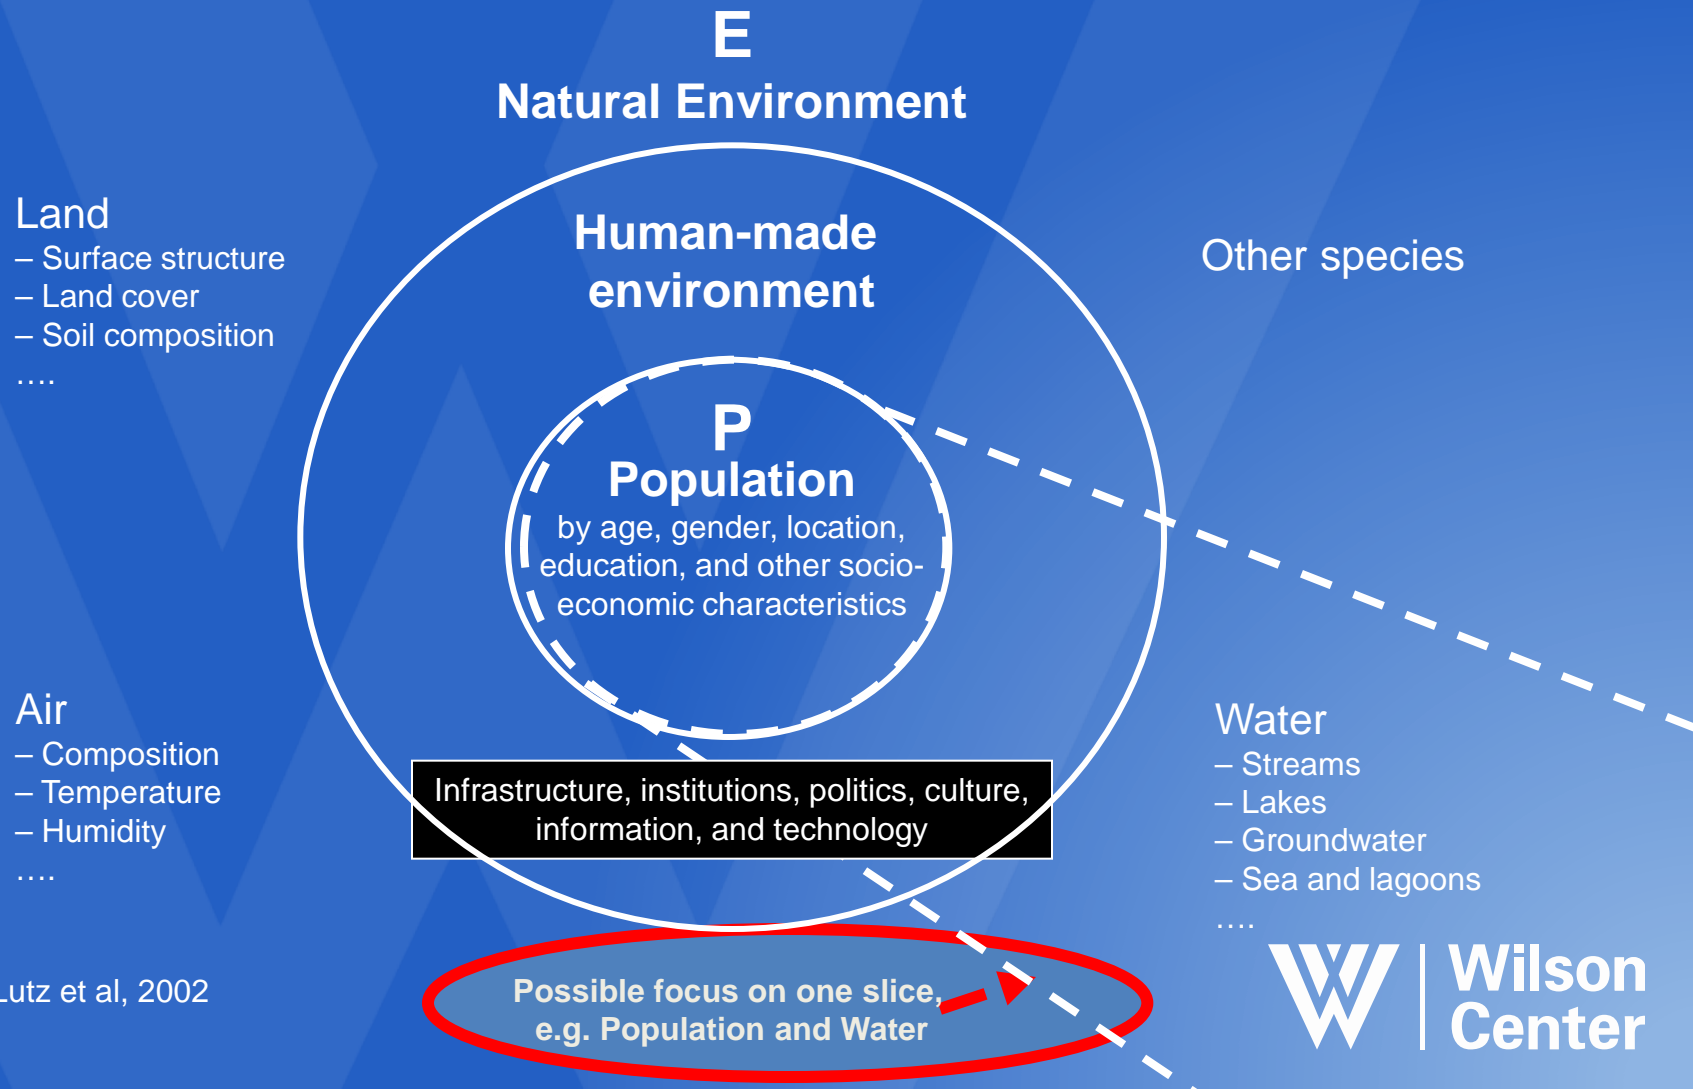 E
Natural Environment
Land
– Surface structure
– Land cover
– Soil composition
….
Human-made
environment
Other species
P
Population
by age, gender, location,
education, and other socio-
economic characteristics
Air
– Composition
– Temperature
– Humidity
….
Infrastructure, institutions, politics, culture,
information, and technology
Water
– Streams
– Lakes
– Groundwater
– Sea and lagoons
….
Lutz et al, 2002
Possible focus on one slice,
e.g. Population and Water
Wilson
Center